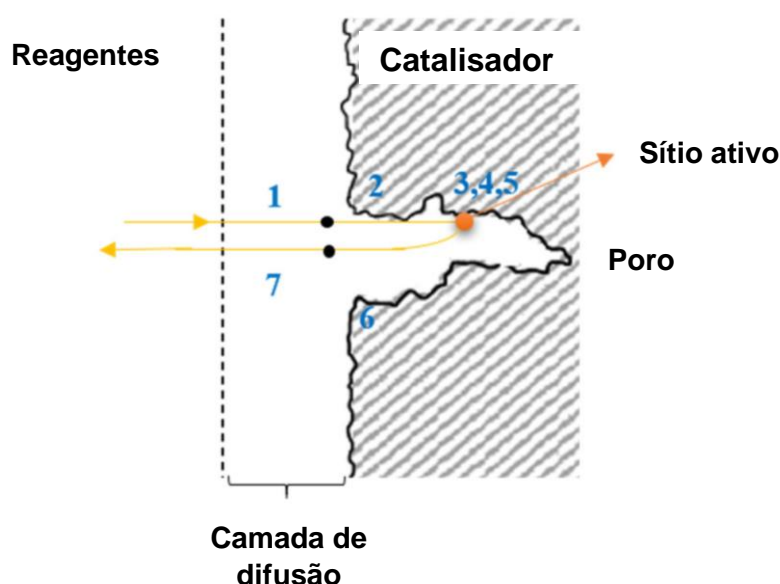 Reagentes
Catalisador
Sítio ativo
1
2
3,4,5
Poro
7
6
Camada de
difusão